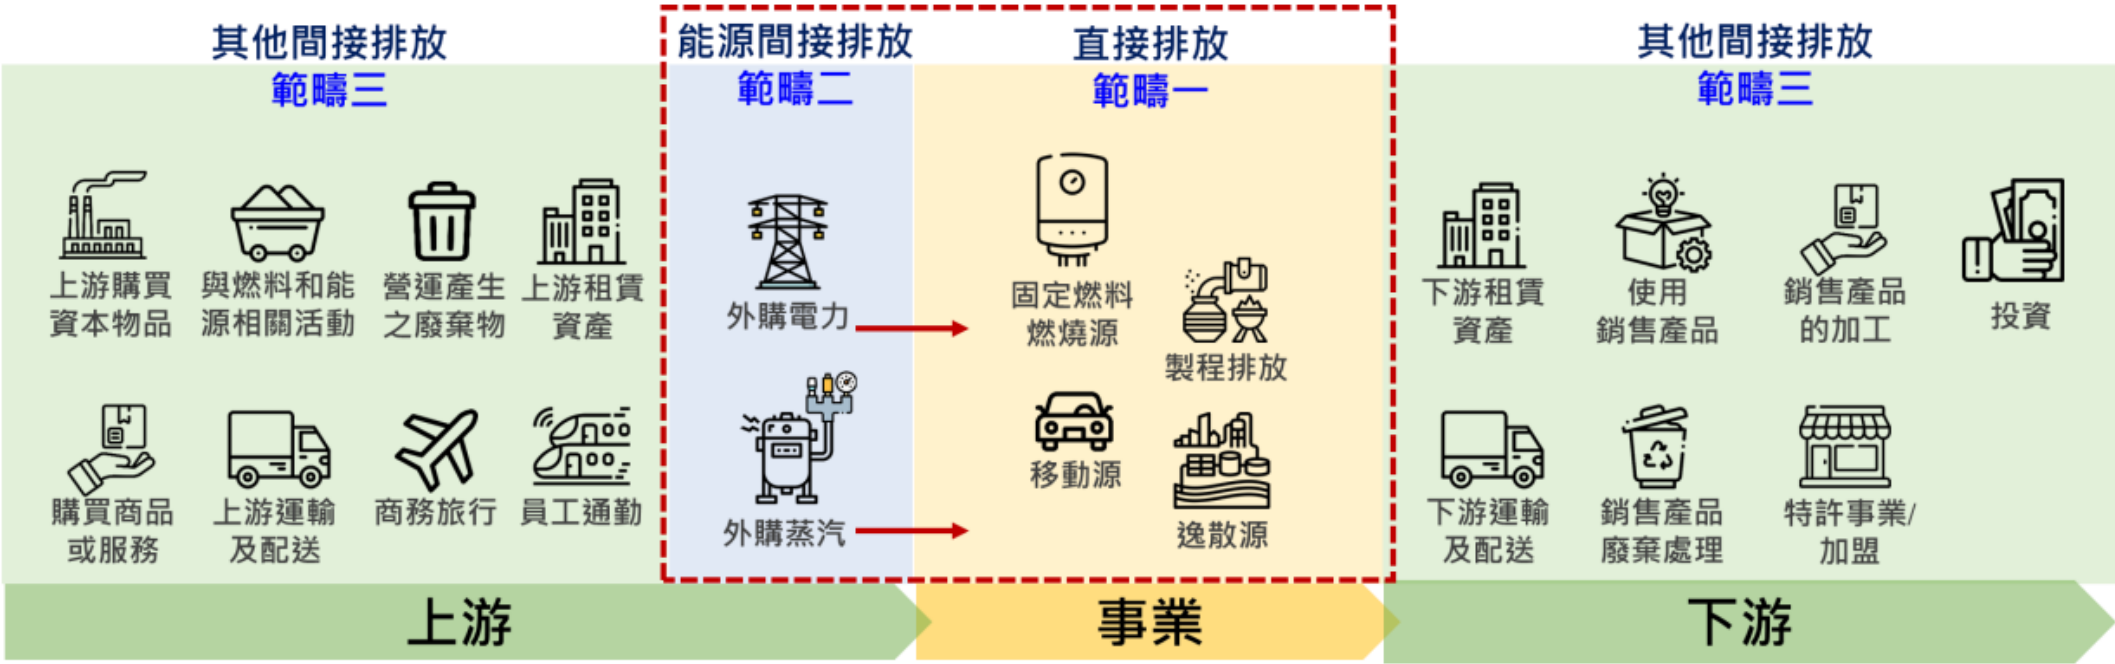 其他間接排放
範疇三
上游購買
資本物品
與燃料和能
源相關活動
營運產生
之廢棄物
上游租賃
資產
購買商品
或服務
上游運輸
及配送
商務旅行
員工通勤
能源間接排放
範疇二
外購電力
外購蒸汽
直接排放
範疇一
固定燃料
燃燒源
製程排放
移動源
逸散源
其他間接排放
範疇三
下游租賃
資產
使用
銷售產品
銷售產品
的加工
投資
下游運輸
及配送
銷售產品
廢棄處理
特許事業/
加盟
上游
事業
下游